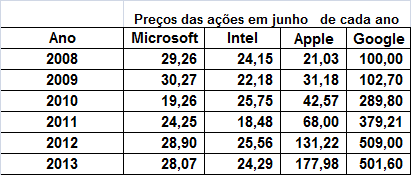 Preços das ações em junho de cada ano
Ano Microsoft Intel Apple Google
2008 29,26 24,15 21,03 100,00
2009 30,27 22,18 31,18 102,70
2010 19,26 25,75 42,57 289,80
2011 24,25 18,48 68,00 379,21
2012 28,90 25,56 131,22 509,00
2013 28,07 24,29 177,98 501,60